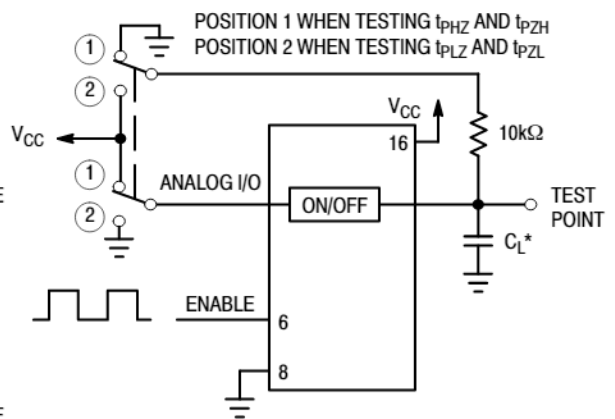 POSITION 1 WHEN TESTING tPHZ AND tPZH
POSITION 2 WHEN TESTING tPLZ AND tPZL
1
2
VCC
VCC
16
10kΩ
1
ANALOG I/O
ON/OFF
TEST
POINT
2
CL*
ENABLE
6
8
E
E